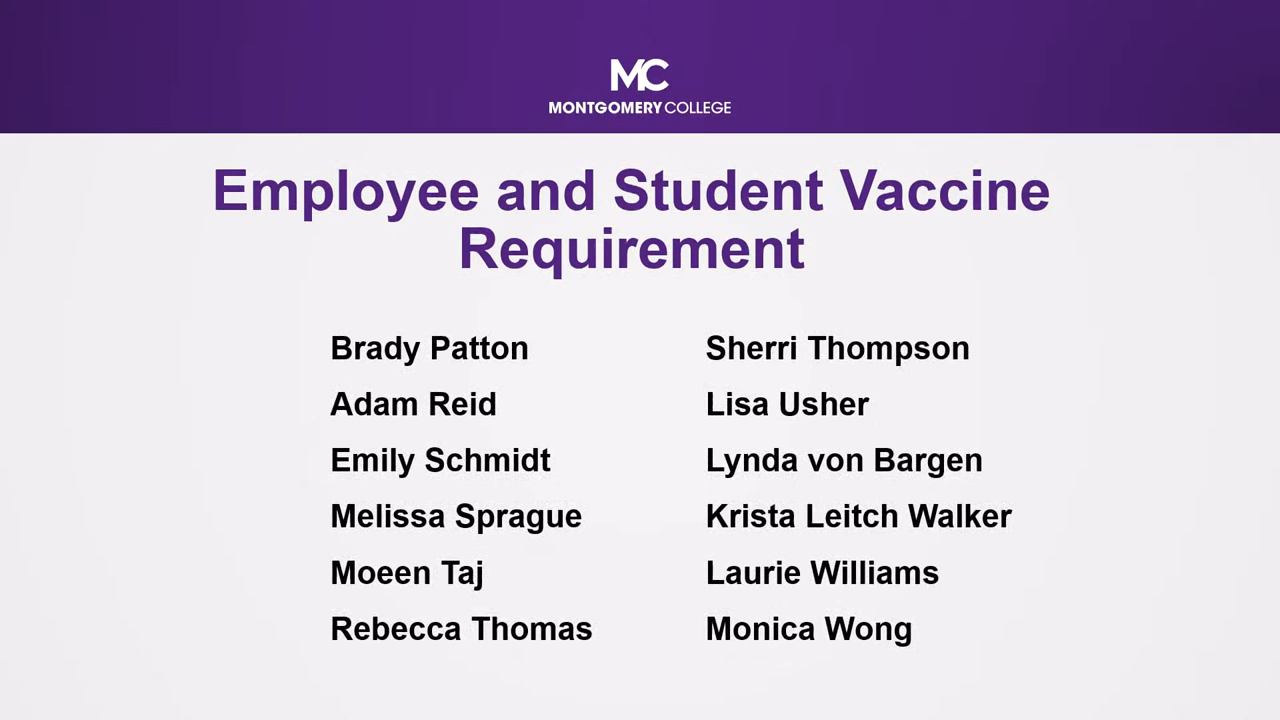 MC
MONTGOMERY COLLEGE
Employee and Student Vaccine
Requirement
Brady Patton
Adam Reid
Emily Schmidt
Melissa Sprague
Moeen Taj
Rebecca Thomas
Sherri Thompson
Lisa Usher
Lynda von Bargen
Krista Leitch Walker
Laurie Williams
Monica Wong